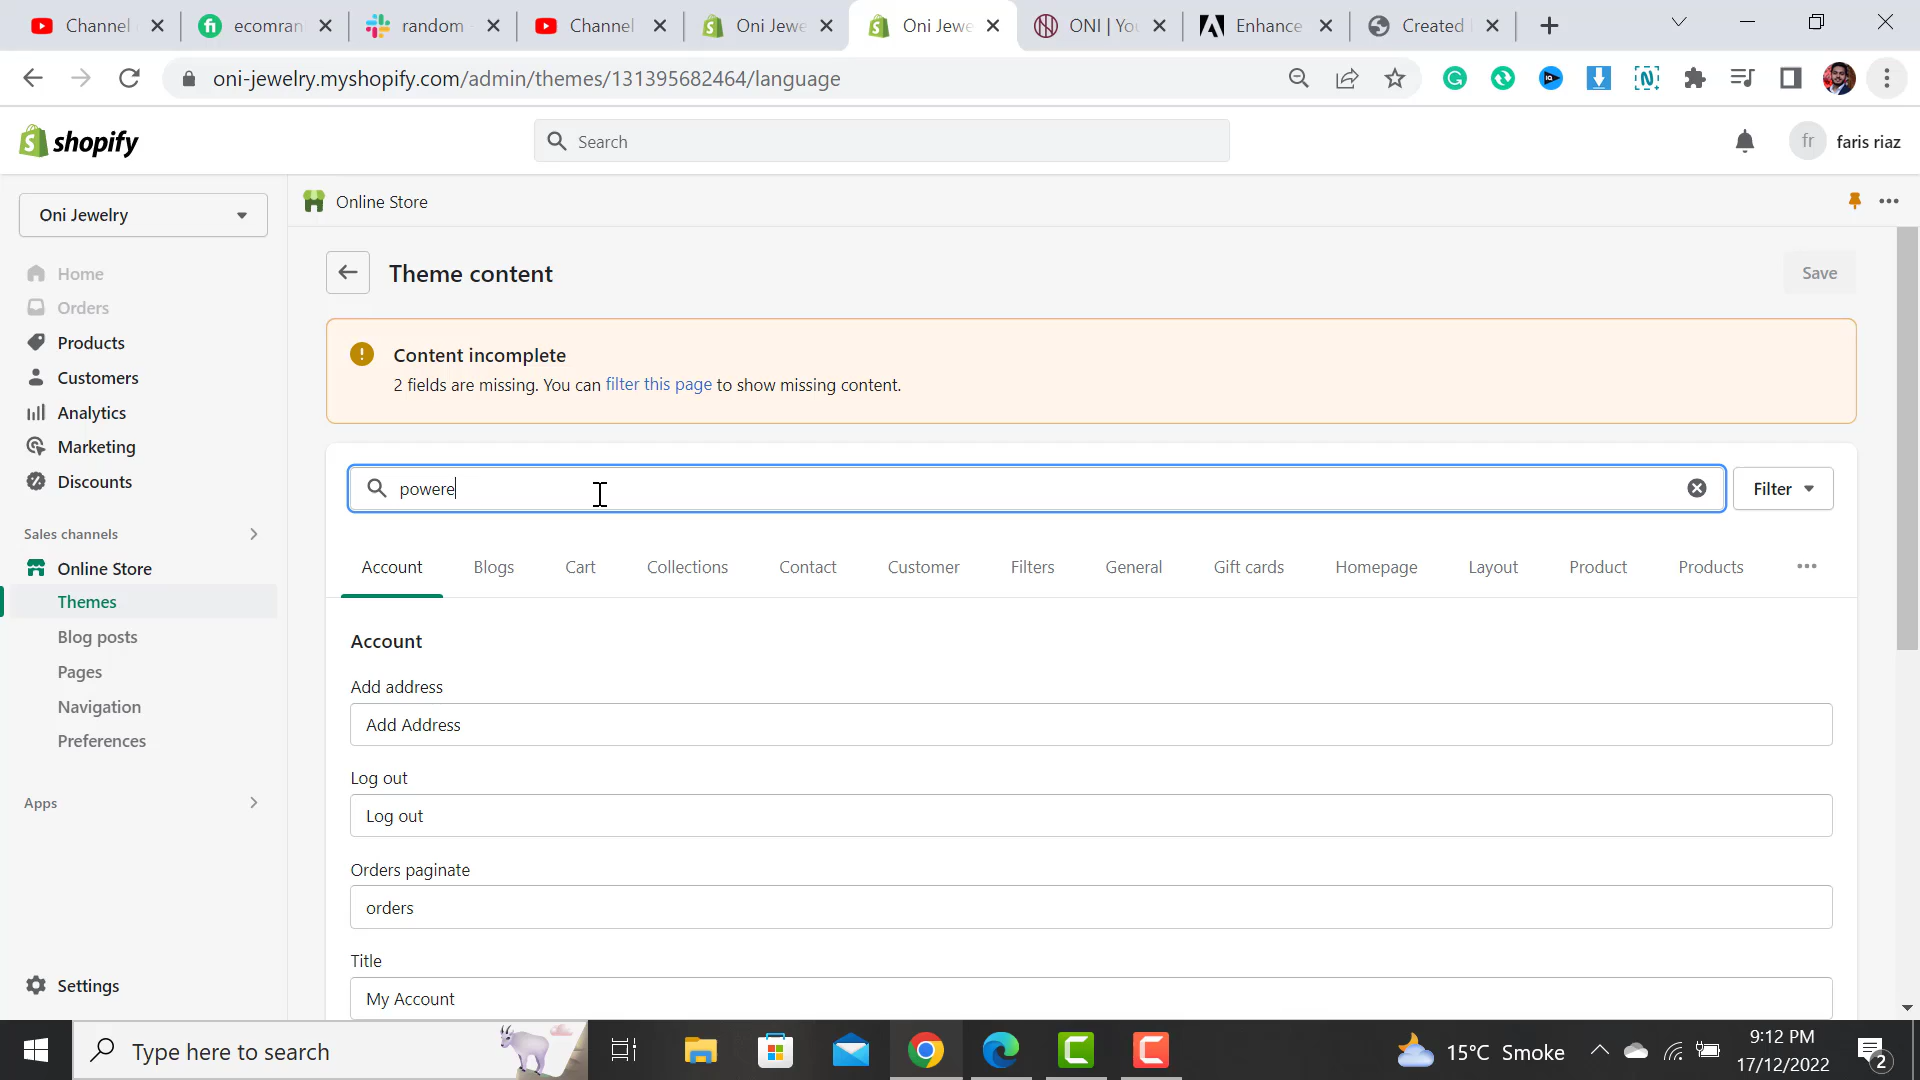 Channel
ecomran
random
Channel
Oni Jewe
Oni Jewe
ONI | You
Enhance
Created
oni-jewelry.myshopify.com/admin/themes/131395682464/language
shopify
Search
fr
faris riaz
Oni Jewelry
Online Store
Home
Orders
Products
Customers
Analytics
Marketing
Discounts
Sales channels
Online Store
Themes
Blog posts
Pages
Navigation
Preferences
Apps
Settings
Theme content
Save
Content incomplete
2 fields are missing. You can filter this page to show missing content.
powere
Filter
Account
Blogs
Cart
Collections
Contact
Customer
Filters
General
Gift cards
Homepage
Layout
Product
Products
Account
Add address
Add Address
Log out
Log out
Orders paginate
orders
Title
My Account
Type here to search
15°C Smoke
9:12 PM
17/12/2022
2